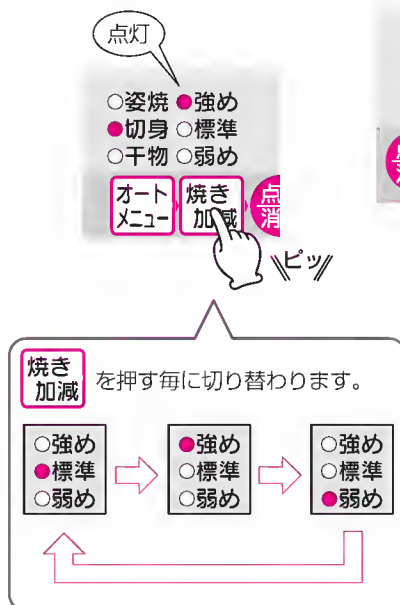 点灯
○姿焼 ●強め
●切身 ○標準
○干物 ○弱め
オート
メニュー
焼き
加減
点
消
ピッ
焼き
加減
を押す毎に切り替わります。
○強め
●標準
○弱め
●強め
○標準
○弱め
○強め
○標準
●弱め